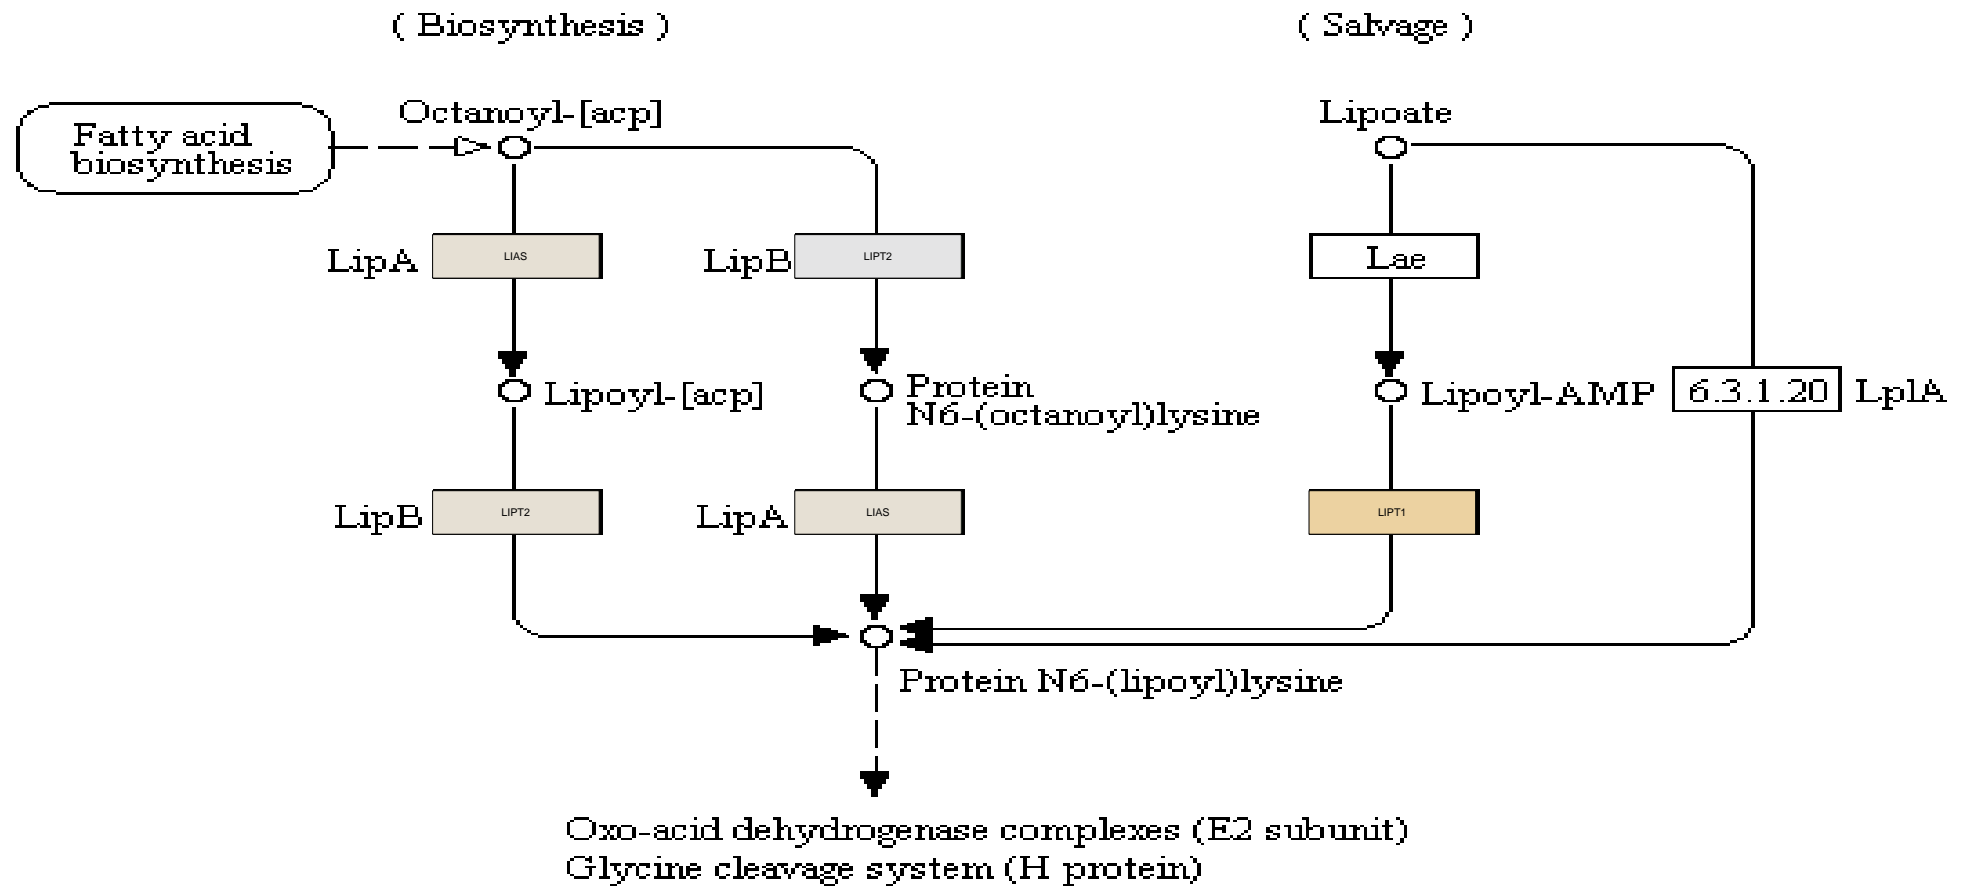 ( Biosynthesis )
( Salvage )
Octanoyl-[acp]
Lipoate
Fatty acid
biosynthesis
LipA
LIAS
LipB
LIPT2
Lae
Lipoyl-[acp]
Protein
N6-(octanoyl)lysine
Lipoyl-AMP
6.3.1.20
LplA
LipB
LIPT2
LipA
LIAS
LIPT1
Protein N6-(lipoyl)lysine
Oxo-acid dehydrogenase complexes (E2 subunit)
Glycine cleavage system (H protein)